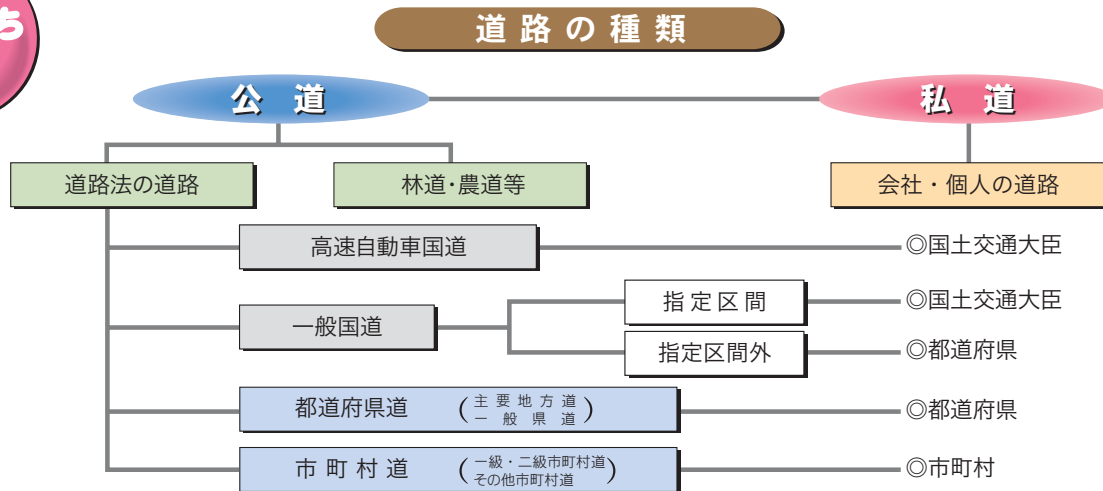 ち
道路の種類
公道
私道
道路法の道路
林道・農道等
会社・個人の道路
高速自動車国道
◎国土交通大臣
一般国道
指定区間
◎国土交通大臣
指定区間外
◎都道府県
都道府県道
(主要地方道
一般県道)
◎都道府県
市町村道
(一級・二級市町村道
その他市町村道)
◎市町村